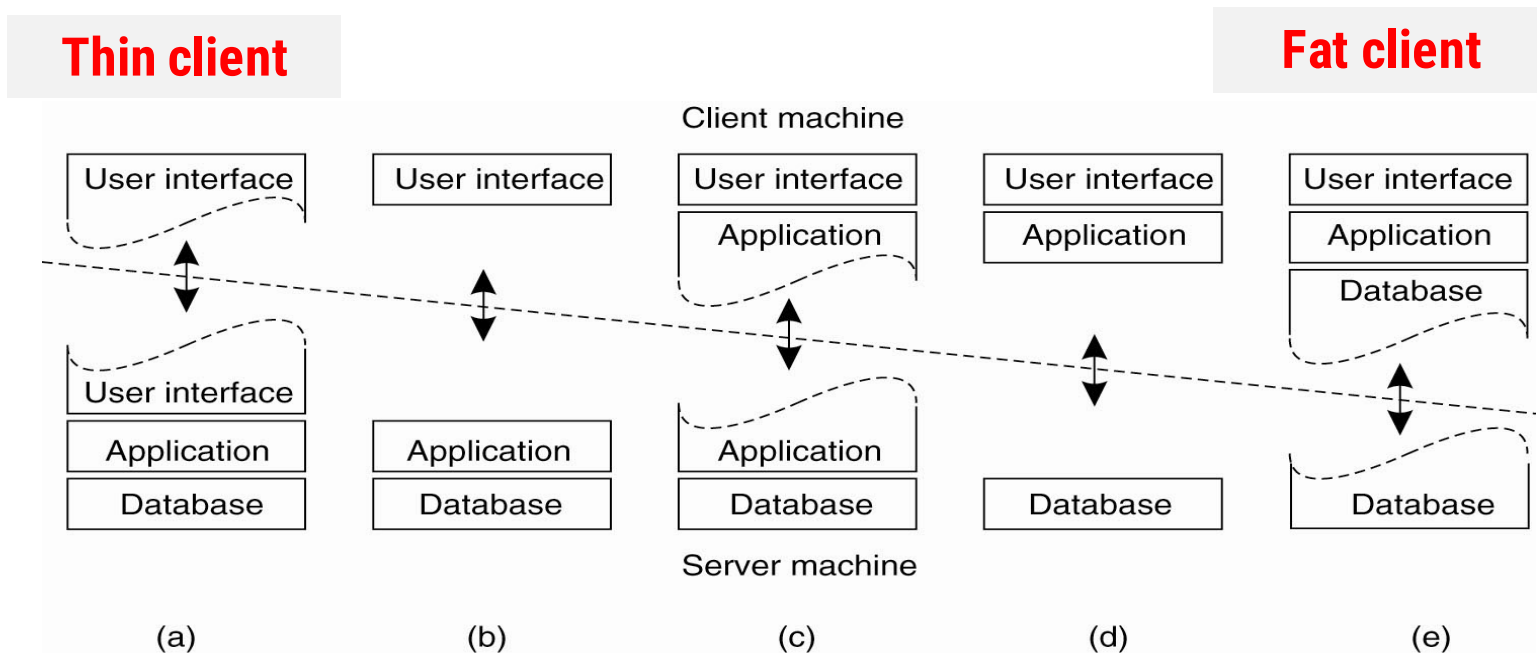 Thin client
Fat client
Client machine
User interface
User interface
User interface
User interface
User interface
Application
Application
Application
Database
User interface
Application
Application
Application
Database
Database
Database
Database
Database
Server machine
(a)
(b)
(c)
(d)
(e)